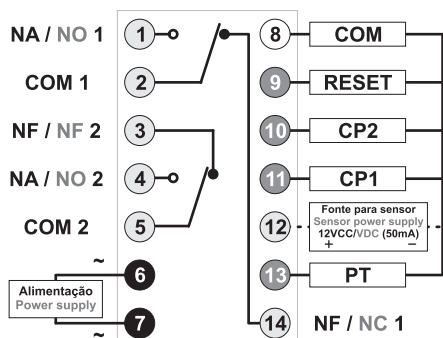 NA / NO 1
1
COM 1
2
NF / NF 2
3
NA / NO 2
4
COM 2
5
~
6
Alimentação
Power supply
7
~
8
COM
9
RESET
10
CP2
11
CP1
12
Fonte para sensor
Sensor power supply
12VCC/VDC (50mA)
+ −
13
PT
14
NF / NC 1